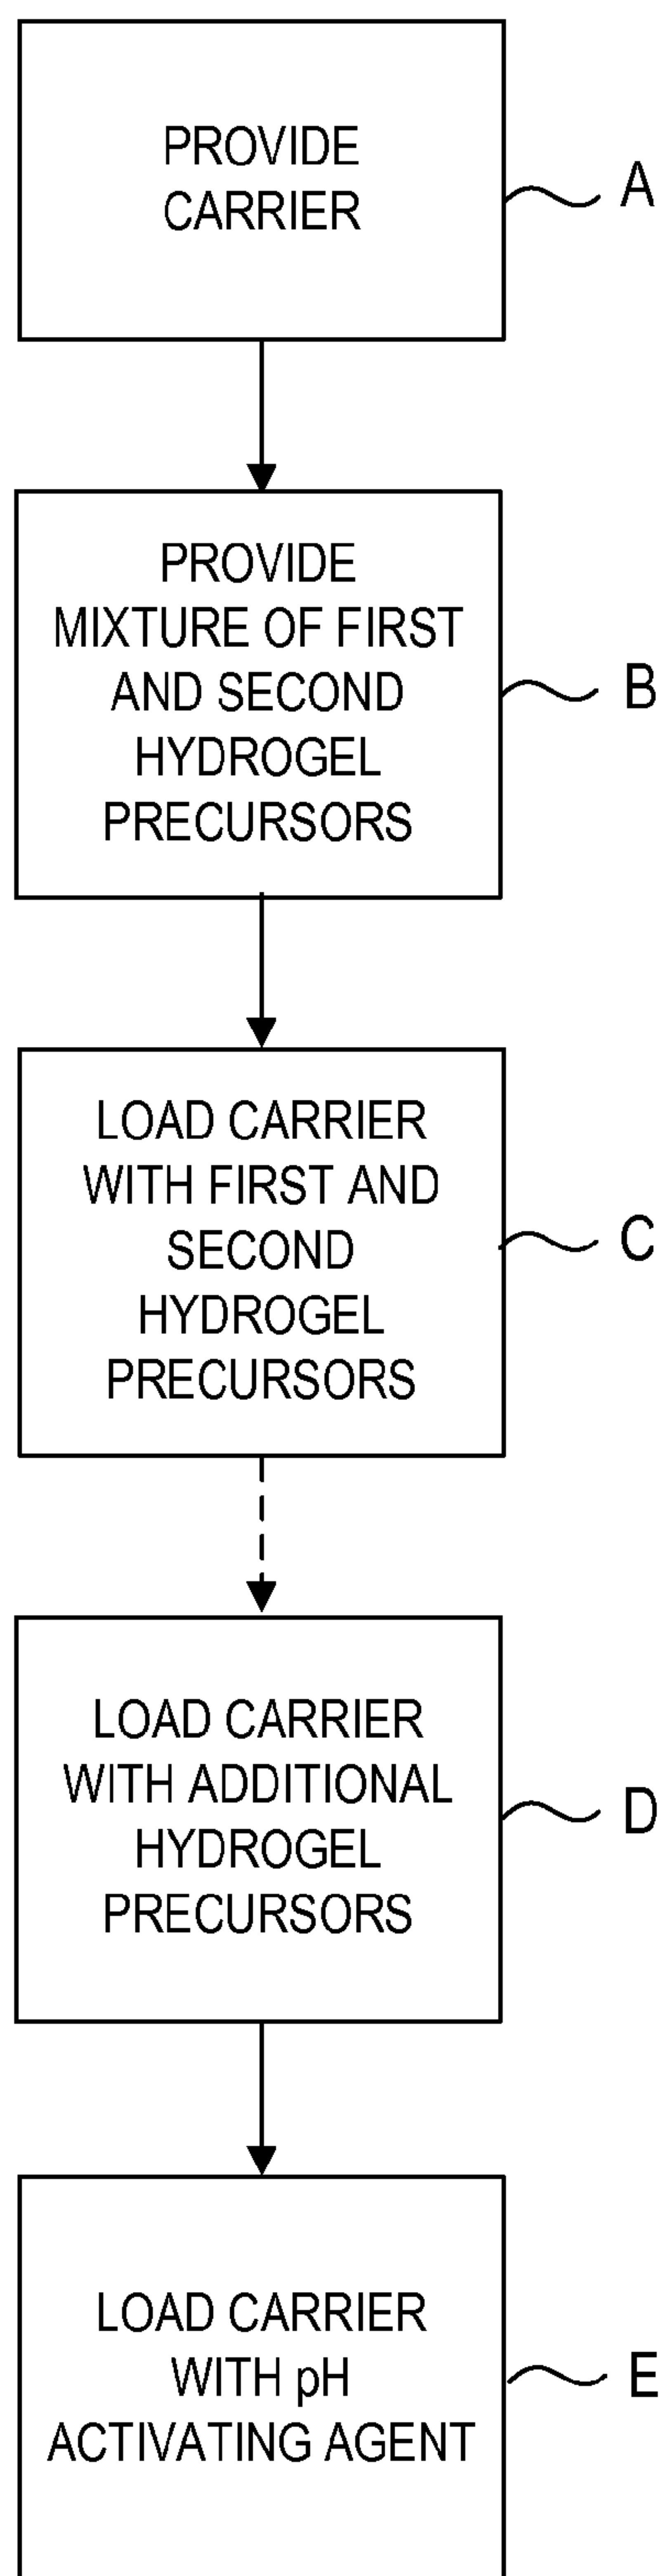 PROVIDE
CARRIER
A
PROVIDE
MIXTURE OF FIRST
AND SECOND
HYDROGEL
PRECURSORS
B
LOAD CARRIER
WITH FIRST AND
SECOND
HYDROGEL
PRECURSORS
C
LOAD CARRIER
WITH ADDITIONAL
HYDROGEL
PRECURSORS
D
LOAD CARRIER
WITH pH
ACTIVATING AGENT
E